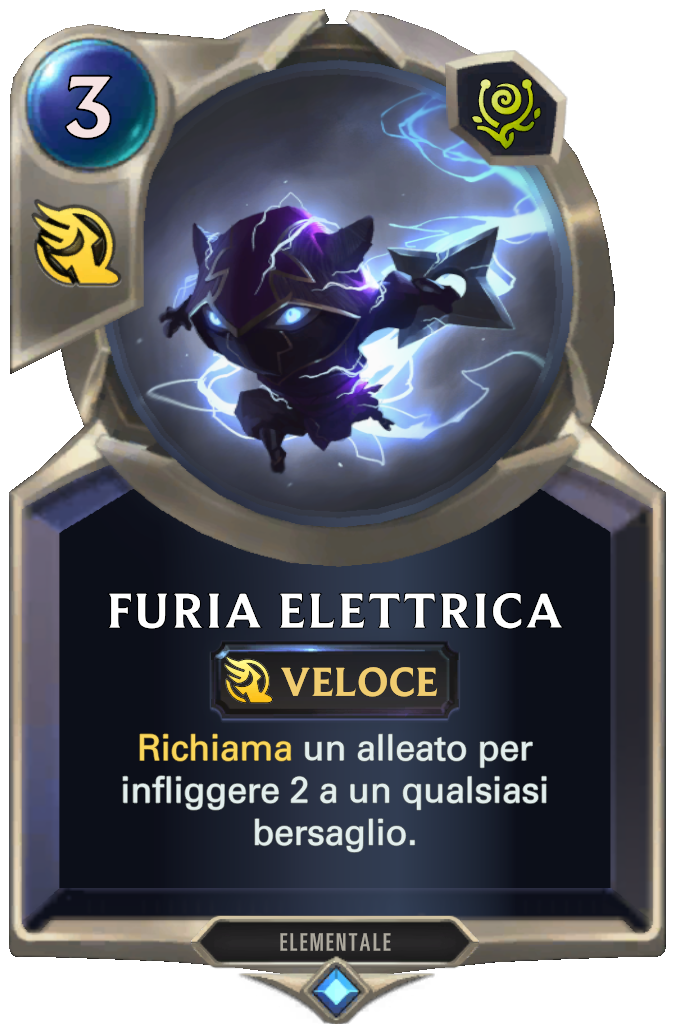 3
FURIA ELETTRICA
VELOCE
Richiama un alleato per
infliggere 2 a un qualsiasi
bersaglio.
ELEMENTALE